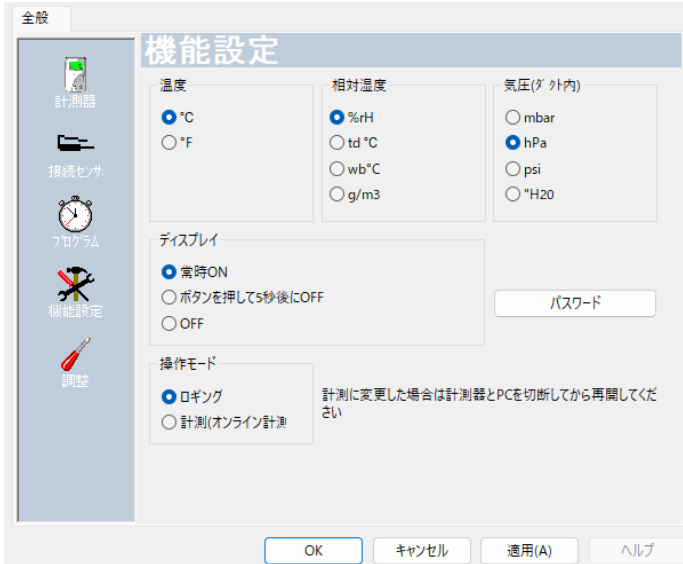 全般
機能設定
計測器
接続センサ:
プログラム
機能設定
調整
温度
°C
°F
相対湿度
%rH
td °C
wb°C
g/m3
気圧(ダクト内)
mbar
hPa
psi
"H20
ディスプレイ
常時ON
ボタンを押して5秒後にOFF
OFF
パスワード
操作モード
ロギング
計測(オンライン計測
計測に変更した場合は計測器とPCを切断してから再開してくだ
さい
OK
キャンセル
適用(A)
ヘルプ